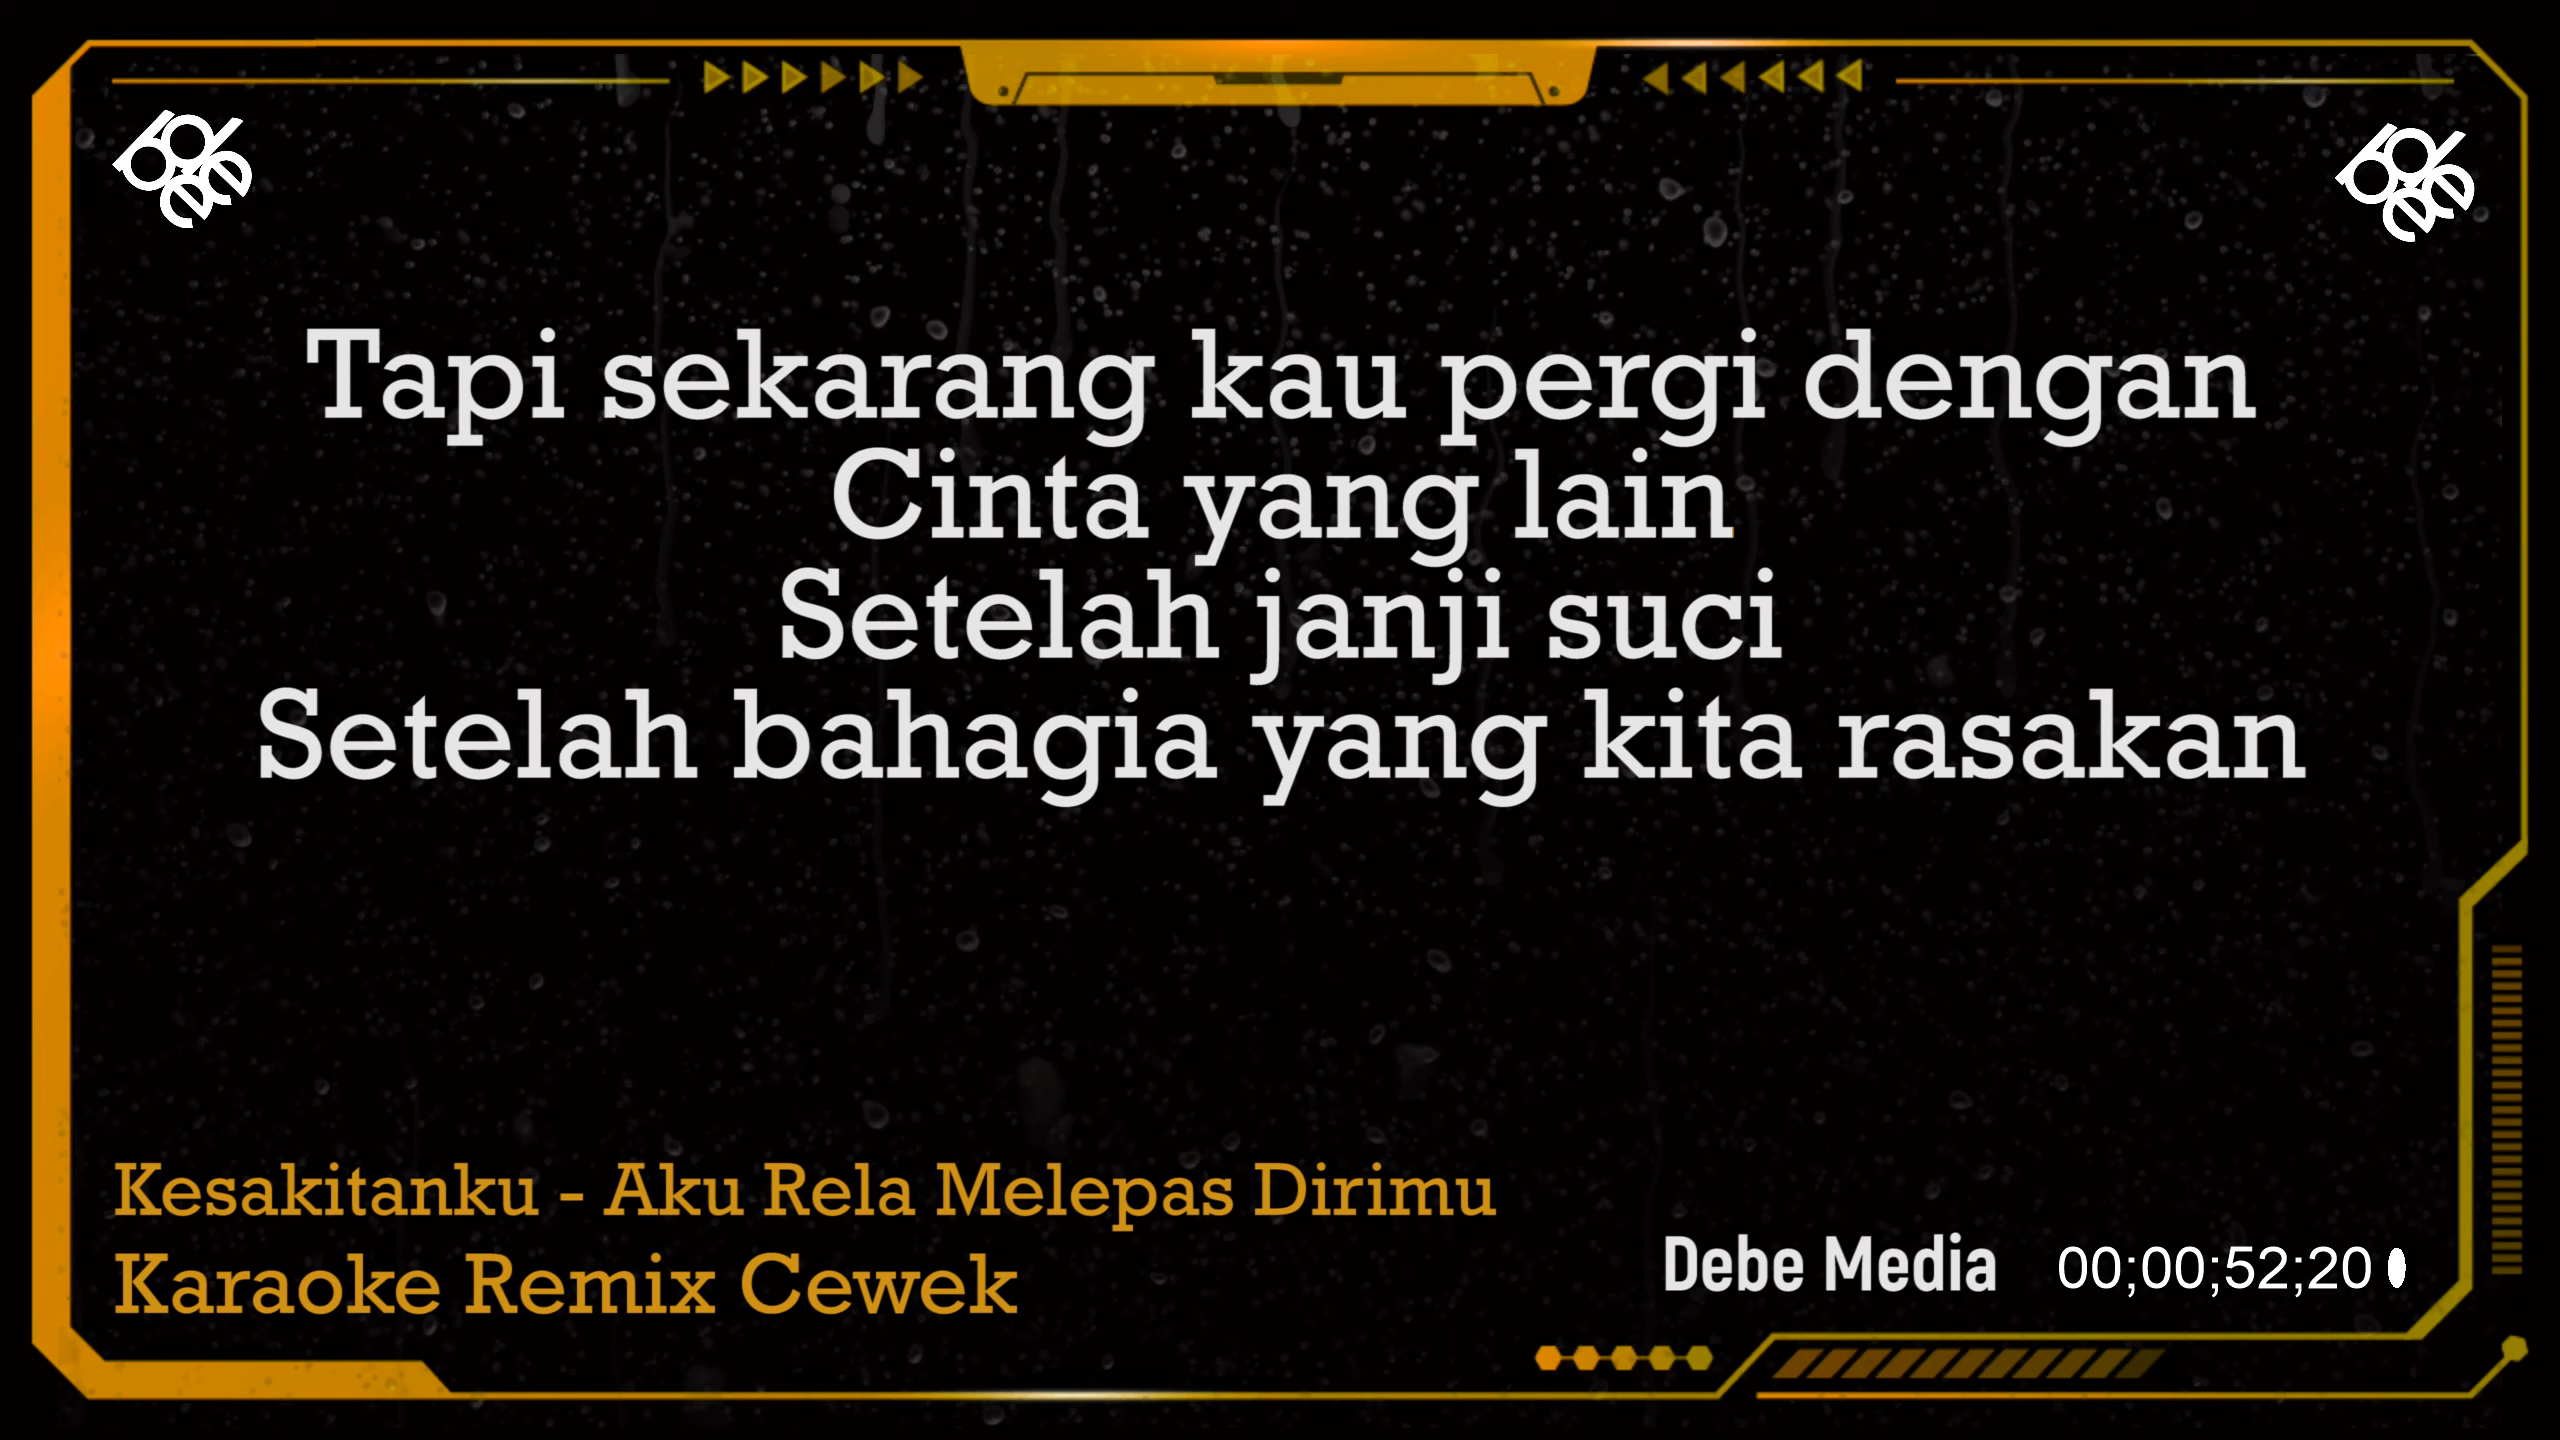 Tapi sekarang kau pergi dengan
Cinta yang lain
Setelah janji suci
Setelah bahagia yang kita rasakan
Kesakitanku - Aku Rela Melepas Dirimu
Karaoke Remix Cewek
Debe Media 00;00;52;20